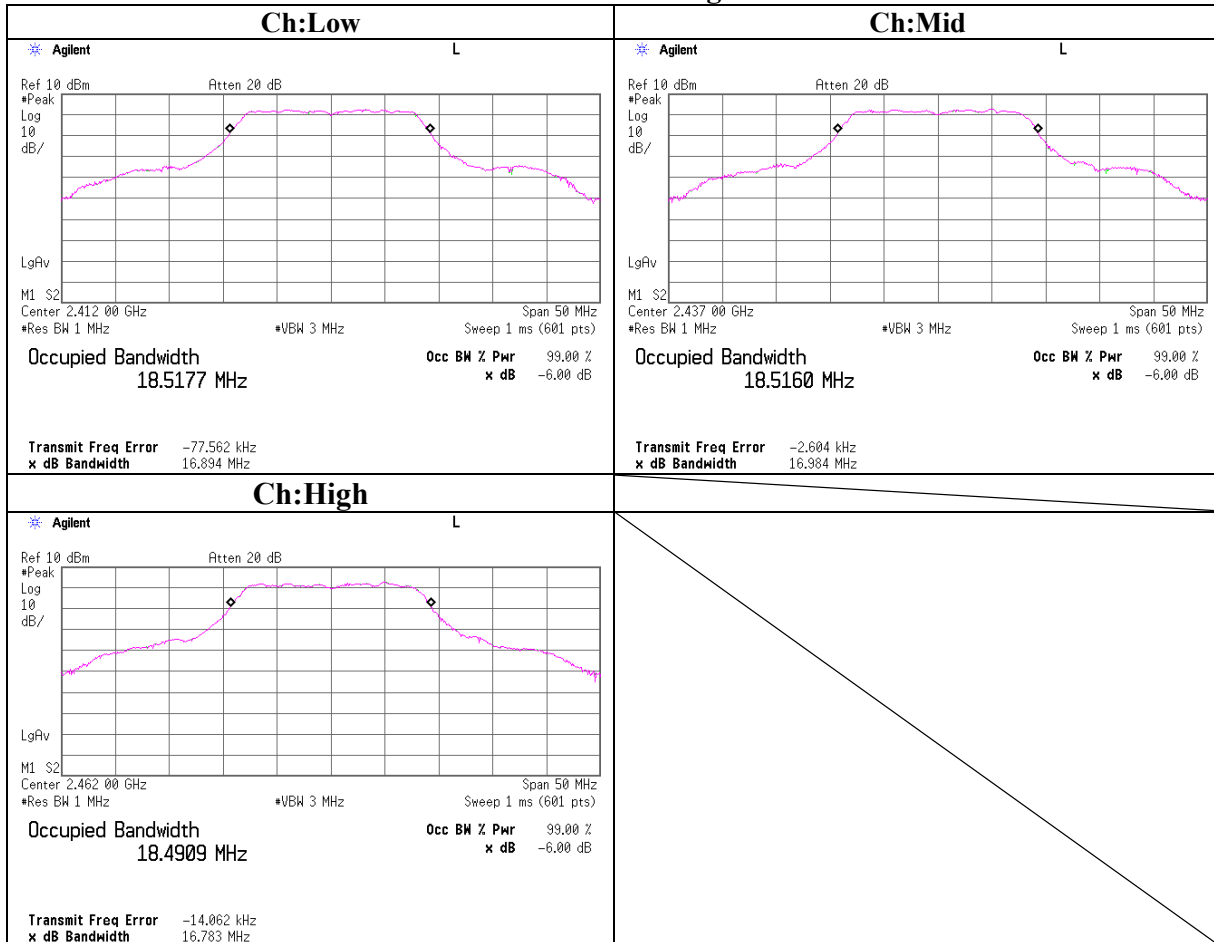 Ch:Low
Agilent
L
Ref 10 dBm
Atten 20 dB
#Peak
Log
10
dB/
LgAv
M1 S2
Center 2.412 00 GHz
Span 50 MHz
#Res BW 1 MHz
#VBW 3 MHz
Sweep 1 ms (601 pts)
Occupied Bandwidth
18.5177 MHz
Occ BW % Pwr 99.00 %
x dB -6.00 dB
Transmit Freq Error -77.562 kHz
x dB Bandwidth 16.894 MHz
Ch:Mid
Agilent
L
Ref 10 dBm
Atten 20 dB
#Peak
Log
10
dB/
LgAv
M1 S2
Center 2.437 00 GHz
Span 50 MHz
#Res BW 1 MHz
#VBW 3 MHz
Sweep 1 ms (601 pts)
Occupied Bandwidth
18.5160 MHz
Occ BW % Pwr 99.00 %
x dB -6.00 dB
Transmit Freq Error -2.604 kHz
x dB Bandwidth 16.984 MHz
Ch:High
Agilent
L
Ref 10 dBm
Atten 20 dB
#Peak
Log
10
dB/
LgAv
M1 S2
Center 2.462 00 GHz
Span 50 MHz
#Res BW 1 MHz
#VBW 3 MHz
Sweep 1 ms (601 pts)
Occupied Bandwidth
18.4909 MHz
Occ BW % Pwr 99.00 %
x dB -6.00 dB
Transmit Freq Error -14.062 kHz
x dB Bandwidth 16.783 MHz